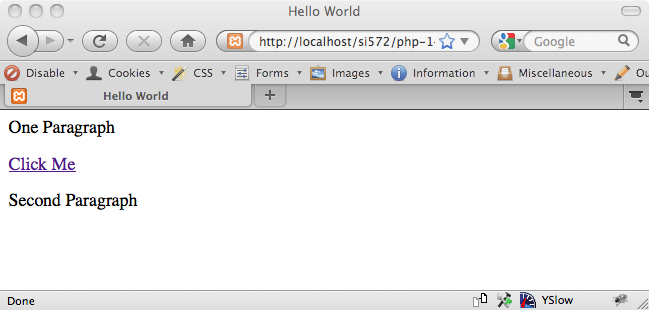 Hello World
http://localhost/si572/php-1
Google
Disable Cookies CSS Forms Images Information Miscellaneous
Hello World
One Paragraph
Click Me
Second Paragraph
Done YSlow